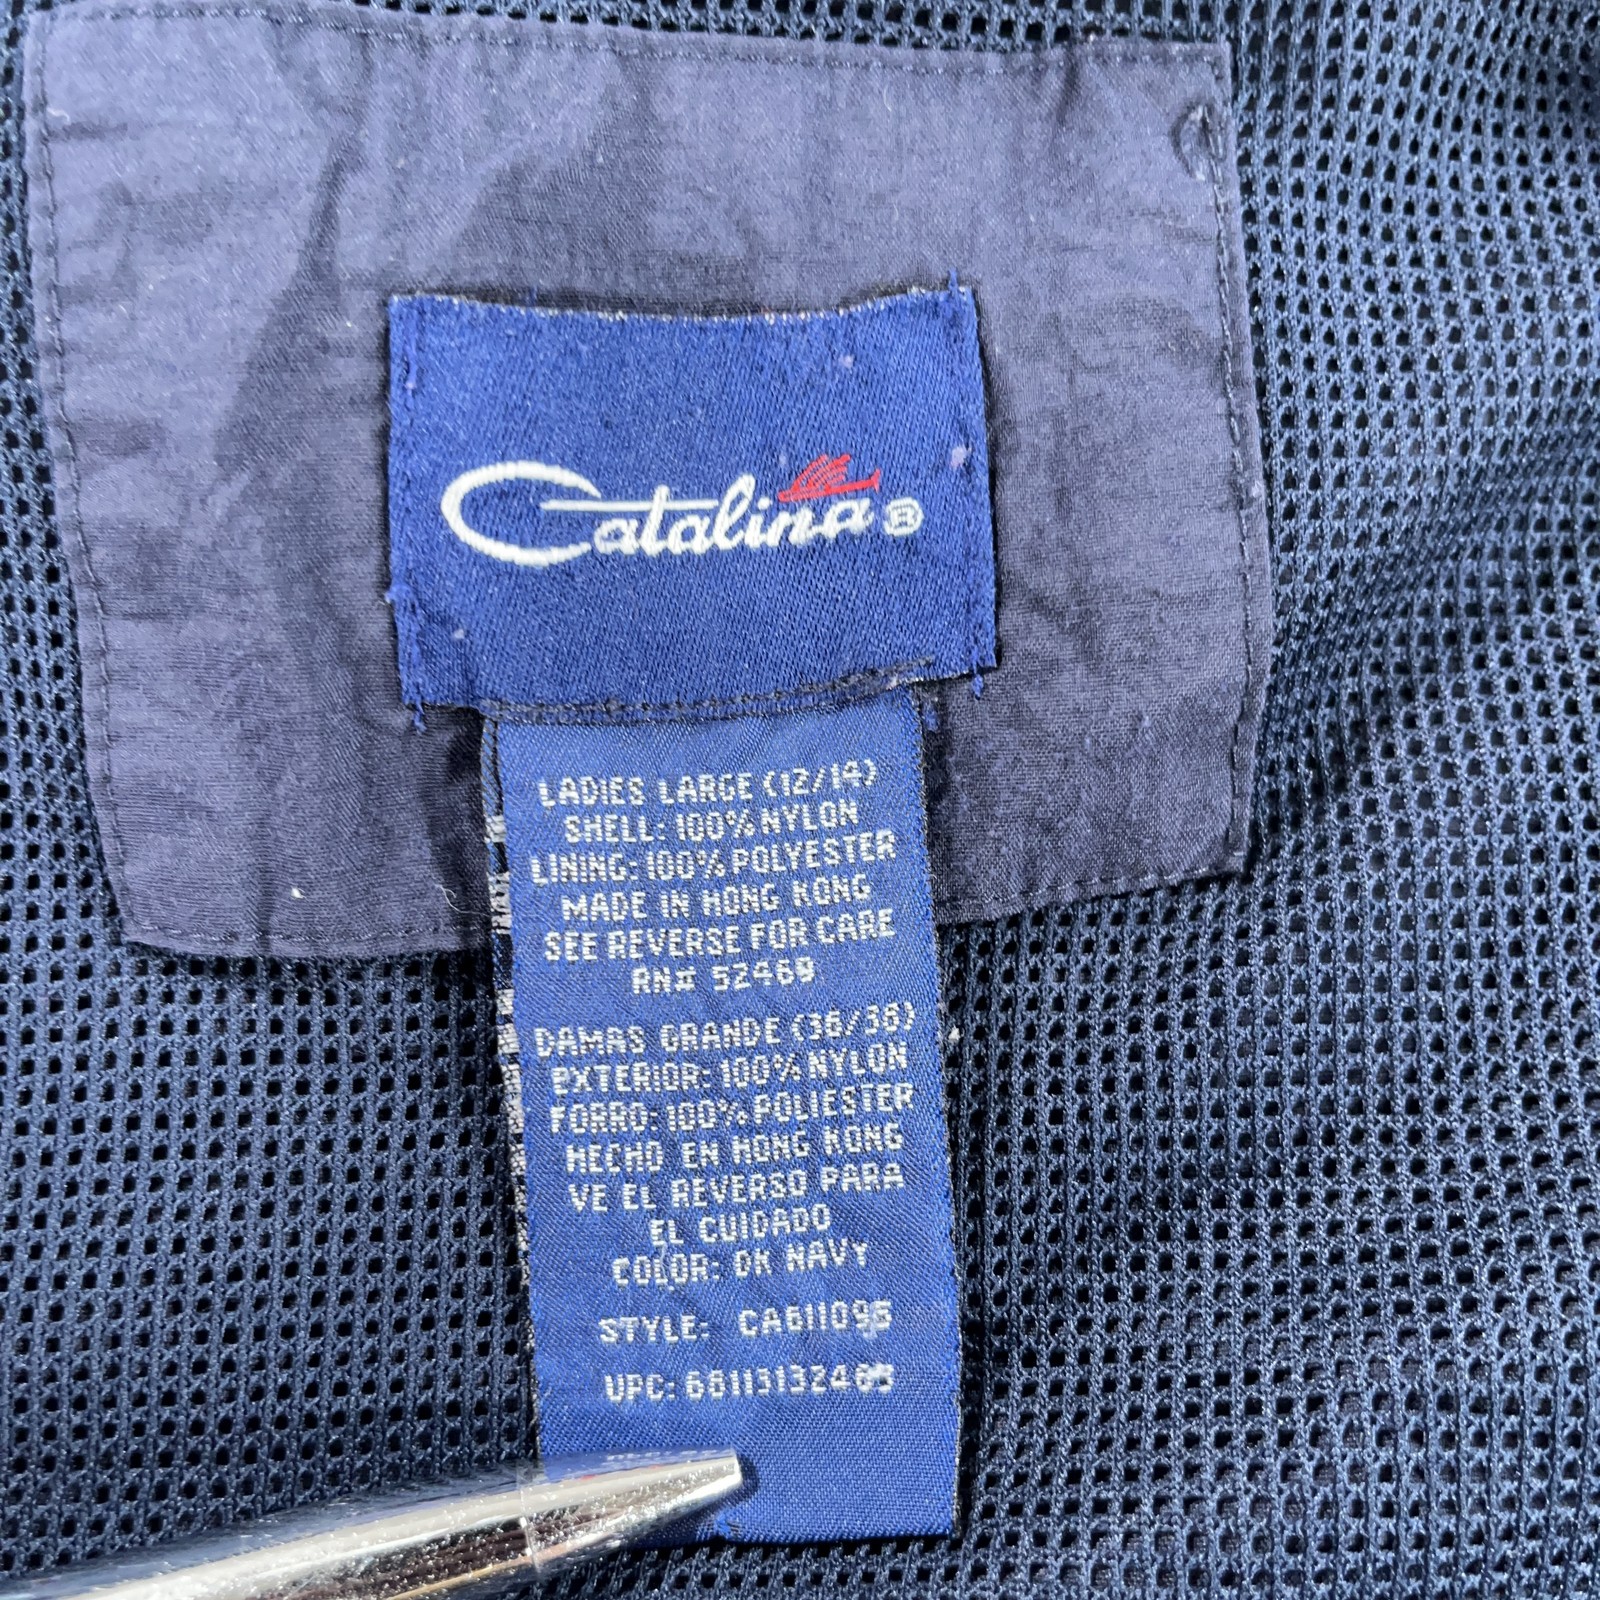 Catalina®
LADIES LARGE (12/14)
SHELL: 100% NYLON
LINING: 100% POLYESTER
MADE IN HONG KONG
SEE REVERSE FOR CARE
RN# 52469
DAMAS GRANDE (36/38)
EXTERIOR: 100% NYLON
FORRO: 100% POLIESTER
HECHO EN HONG KONG
VE EL REVERSO PARA
EL CUIDADO
COLOR: DK NAVY
STYLE: CA611095
UPC: